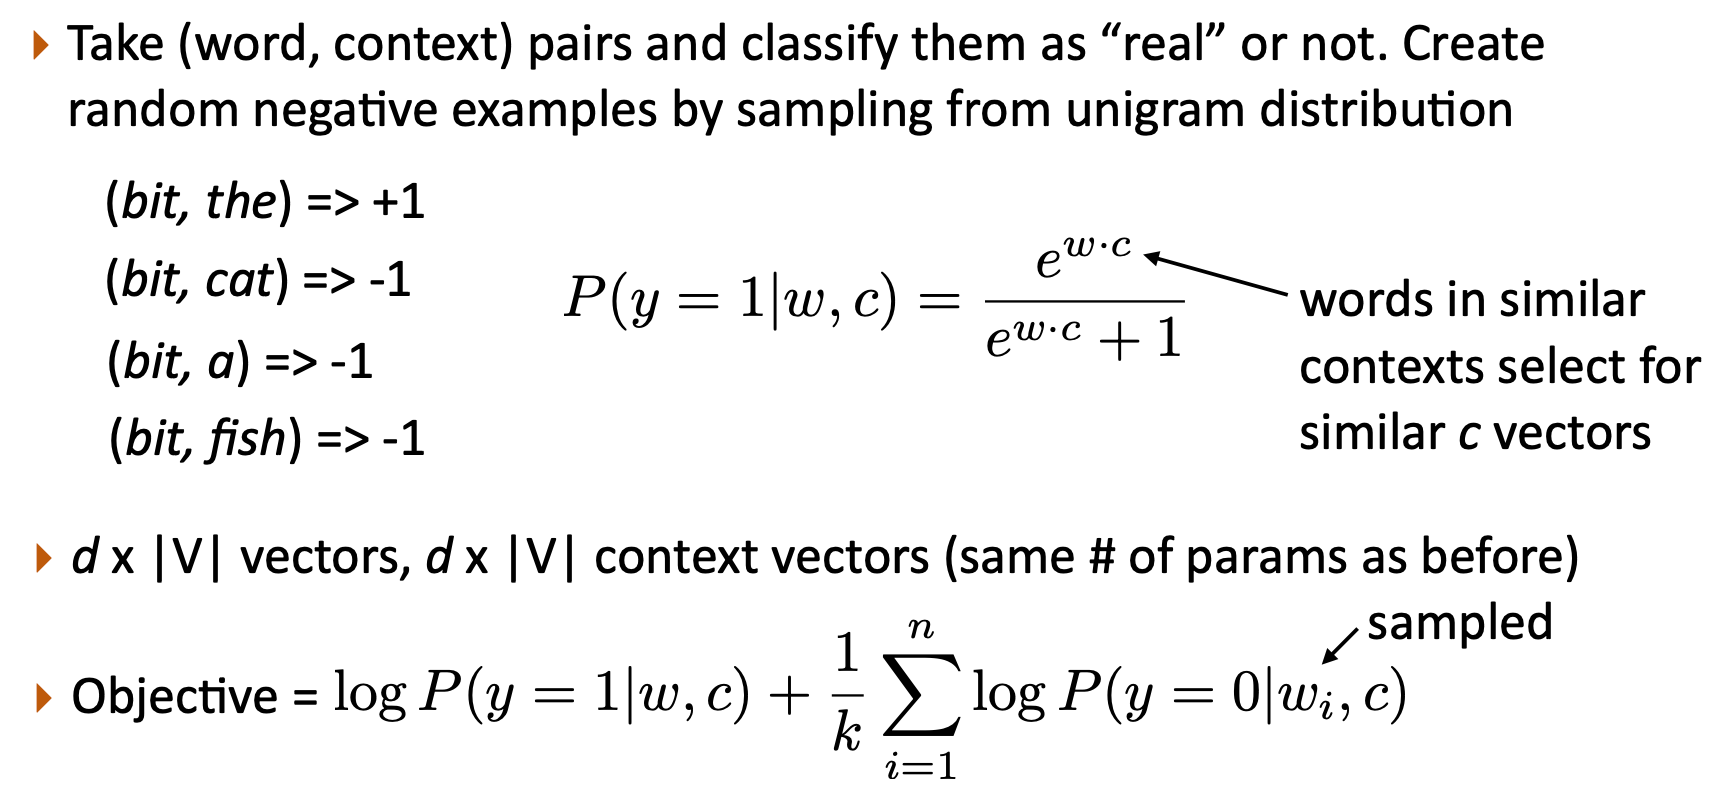 ▸ Take (word, context) pairs and classify them as “real” or not. Create
random negative examples by sampling from unigram distribution
(bit, the) => +1
(bit, cat) => -1
(bit, a) => -1
(bit, fish) => -1
P(y = 1|w, c) = e^{w·c} / (e^{w·c} + 1)
words in similar
contexts select for
similar c vectors
▸ d x |V| vectors, d x |V| context vectors (same # of params as before)
sampled
▸ Objective = log P(y = 1|w, c) + \frac{1}{k} \sum_{i=1}^{n} log P(y = 0|w_i, c)